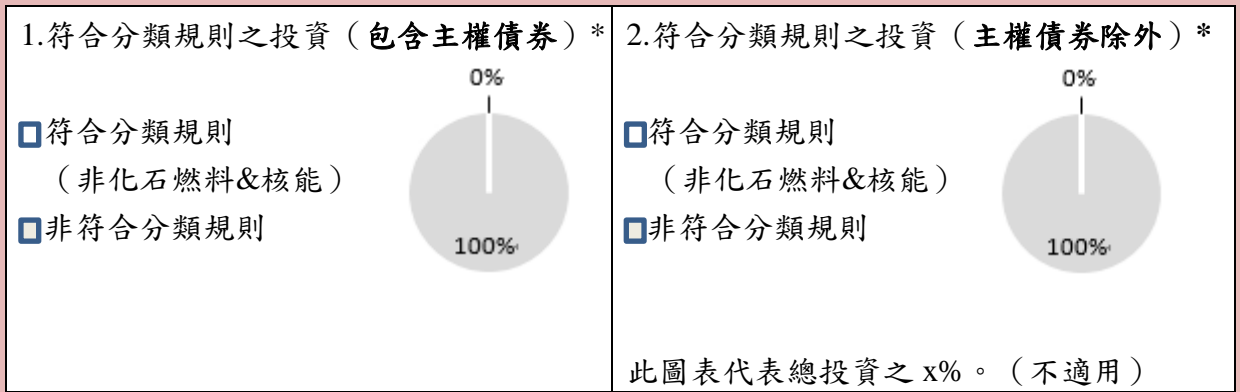 1.符合分類規則之投資（包含主權債券）*
0%
□符合分類規則
（非化石燃料&核能）
□非符合分類規則
100%
2.符合分類規則之投資（主權債券除外）*
0%
□符合分類規則
（非化石燃料&核能）
□非符合分類規則
100%
此圖表代表總投資之 x%。（不適用）